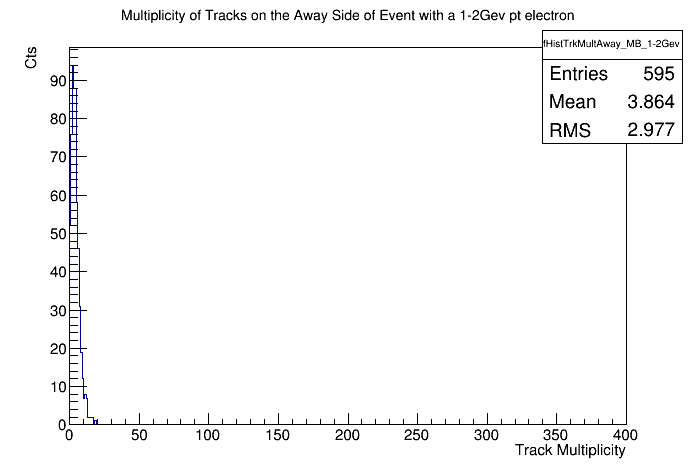 Multiplicity of Tracks on the Away Side of Event with a 1-2Gev pt electron
fHistTrkMultAway_MB_1-2Gev
Entries 595
Mean 3.864
RMS 2.977
Cts
90
80
70
60
50
40
30
20
10
0
0 50 100 150 200 250 300 350 400
Track Multiplicity